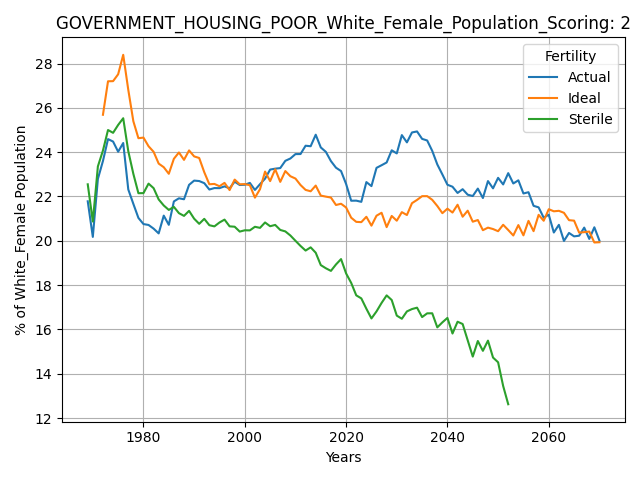 GOVERNMENT_HOUSING_POOR_White_Female_Population_Scoring: 2
Fertility
Actual
Ideal
Sterile
% of White_Female Population
28
26
24
22
20
18
16
14
12
1980 2000 2020 2040 2060
Years